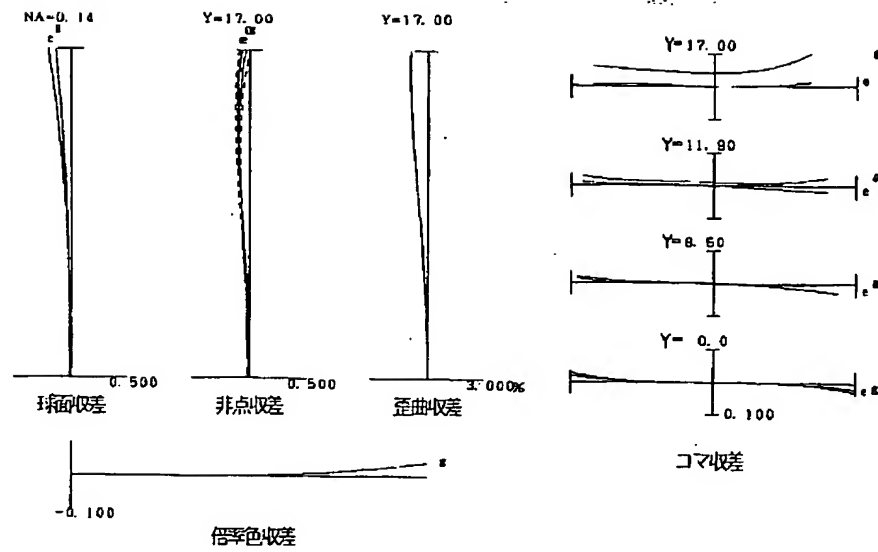 NA=0.14
Y=17.00
Y=17.00
e g
0.500
球面収差
0.500
非点収差
3.000%
歪曲収差
g
-0.100
倍率色収差
Y=17.00
e
Y=11.90
e
Y=8.50
e g
Y= 0.0
e g
0.100
コマ収差